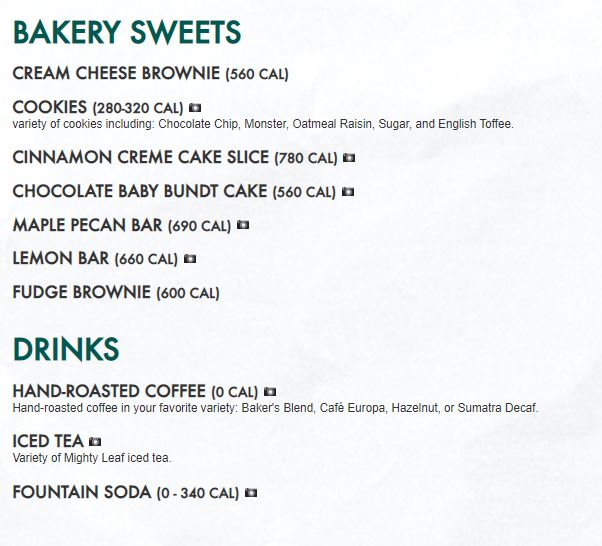 BAKERY SWEETS
CREAM CHEESE BROWNIE (560 CAL)
COOKIES (280-320 CAL)
variety of cookies including: Chocolate Chip, Monster, Oatmeal Raisin, Sugar, and English Toffee.
CINNAMON CREME CAKE SLICE (780 CAL)
CHOCOLATE BABY BUNDT CAKE (560 CAL)
MAPLE PECAN BAR (690 CAL)
LEMON BAR (660 CAL)
FUDGE BROWNIE (600 CAL)
DRINKS
HAND-ROASTED COFFEE (0 CAL)
Hand-roasted coffee in your favorite variety: Baker's Blend, Café Europa, Hazelnut, or Sumatra Decaf.
ICED TEA
Variety of Mighty Leaf iced tea.
FOUNTAIN SODA (0 - 340 CAL)